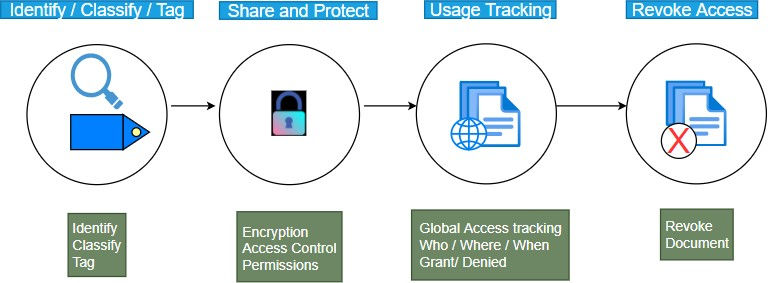 Identify / Classify / Tag
Share and Protect
Usage Tracking
Revoke Access
X
Identify
Classify
Tag
Encryption
Access Control
Permissions
Global Access tracking
Who / Where / When
Grant/ Denied
Revoke
Document